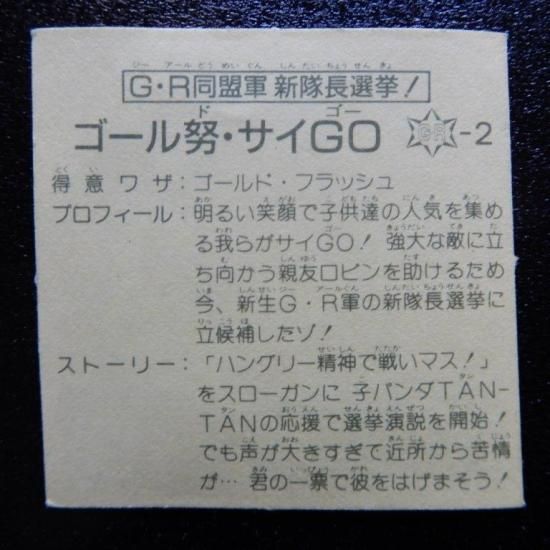 G・R同盟軍 新隊長選挙！
ゴール努・サイGO GR-2
得意ワザ：ゴールド・フラッシュ
プロフィール：明るい笑顔で子供達の人気を集め
る我らがサイGO！ 強大な敵に立
ち向かう親友ロビンを助けるため
今、新生G・R軍の新隊長選挙に
立候補したゾ！
ストーリー：「ハングリー精神で戦いマス！」
をスローガンに 子パンダTAN-
TANの応援で選挙演説を開始！
でも声が大きすぎて近所から苦情
が… 君の一票で彼をはげまそう！